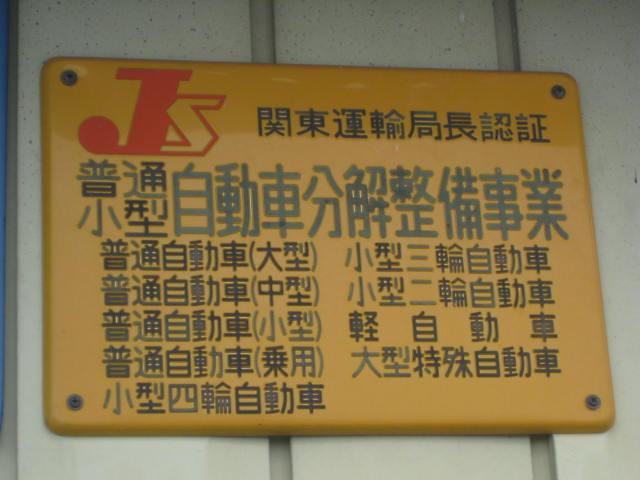 JS 関東運輸局長認証
普通
小型 自動車分解整備事業
普通自動車(大型) 小型三輪自動車
普通自動車(中型) 小型二輪自動車
普通自動車(小型) 軽自動車
普通自動車(乗用) 大型特殊自動車
小型四輪自動車